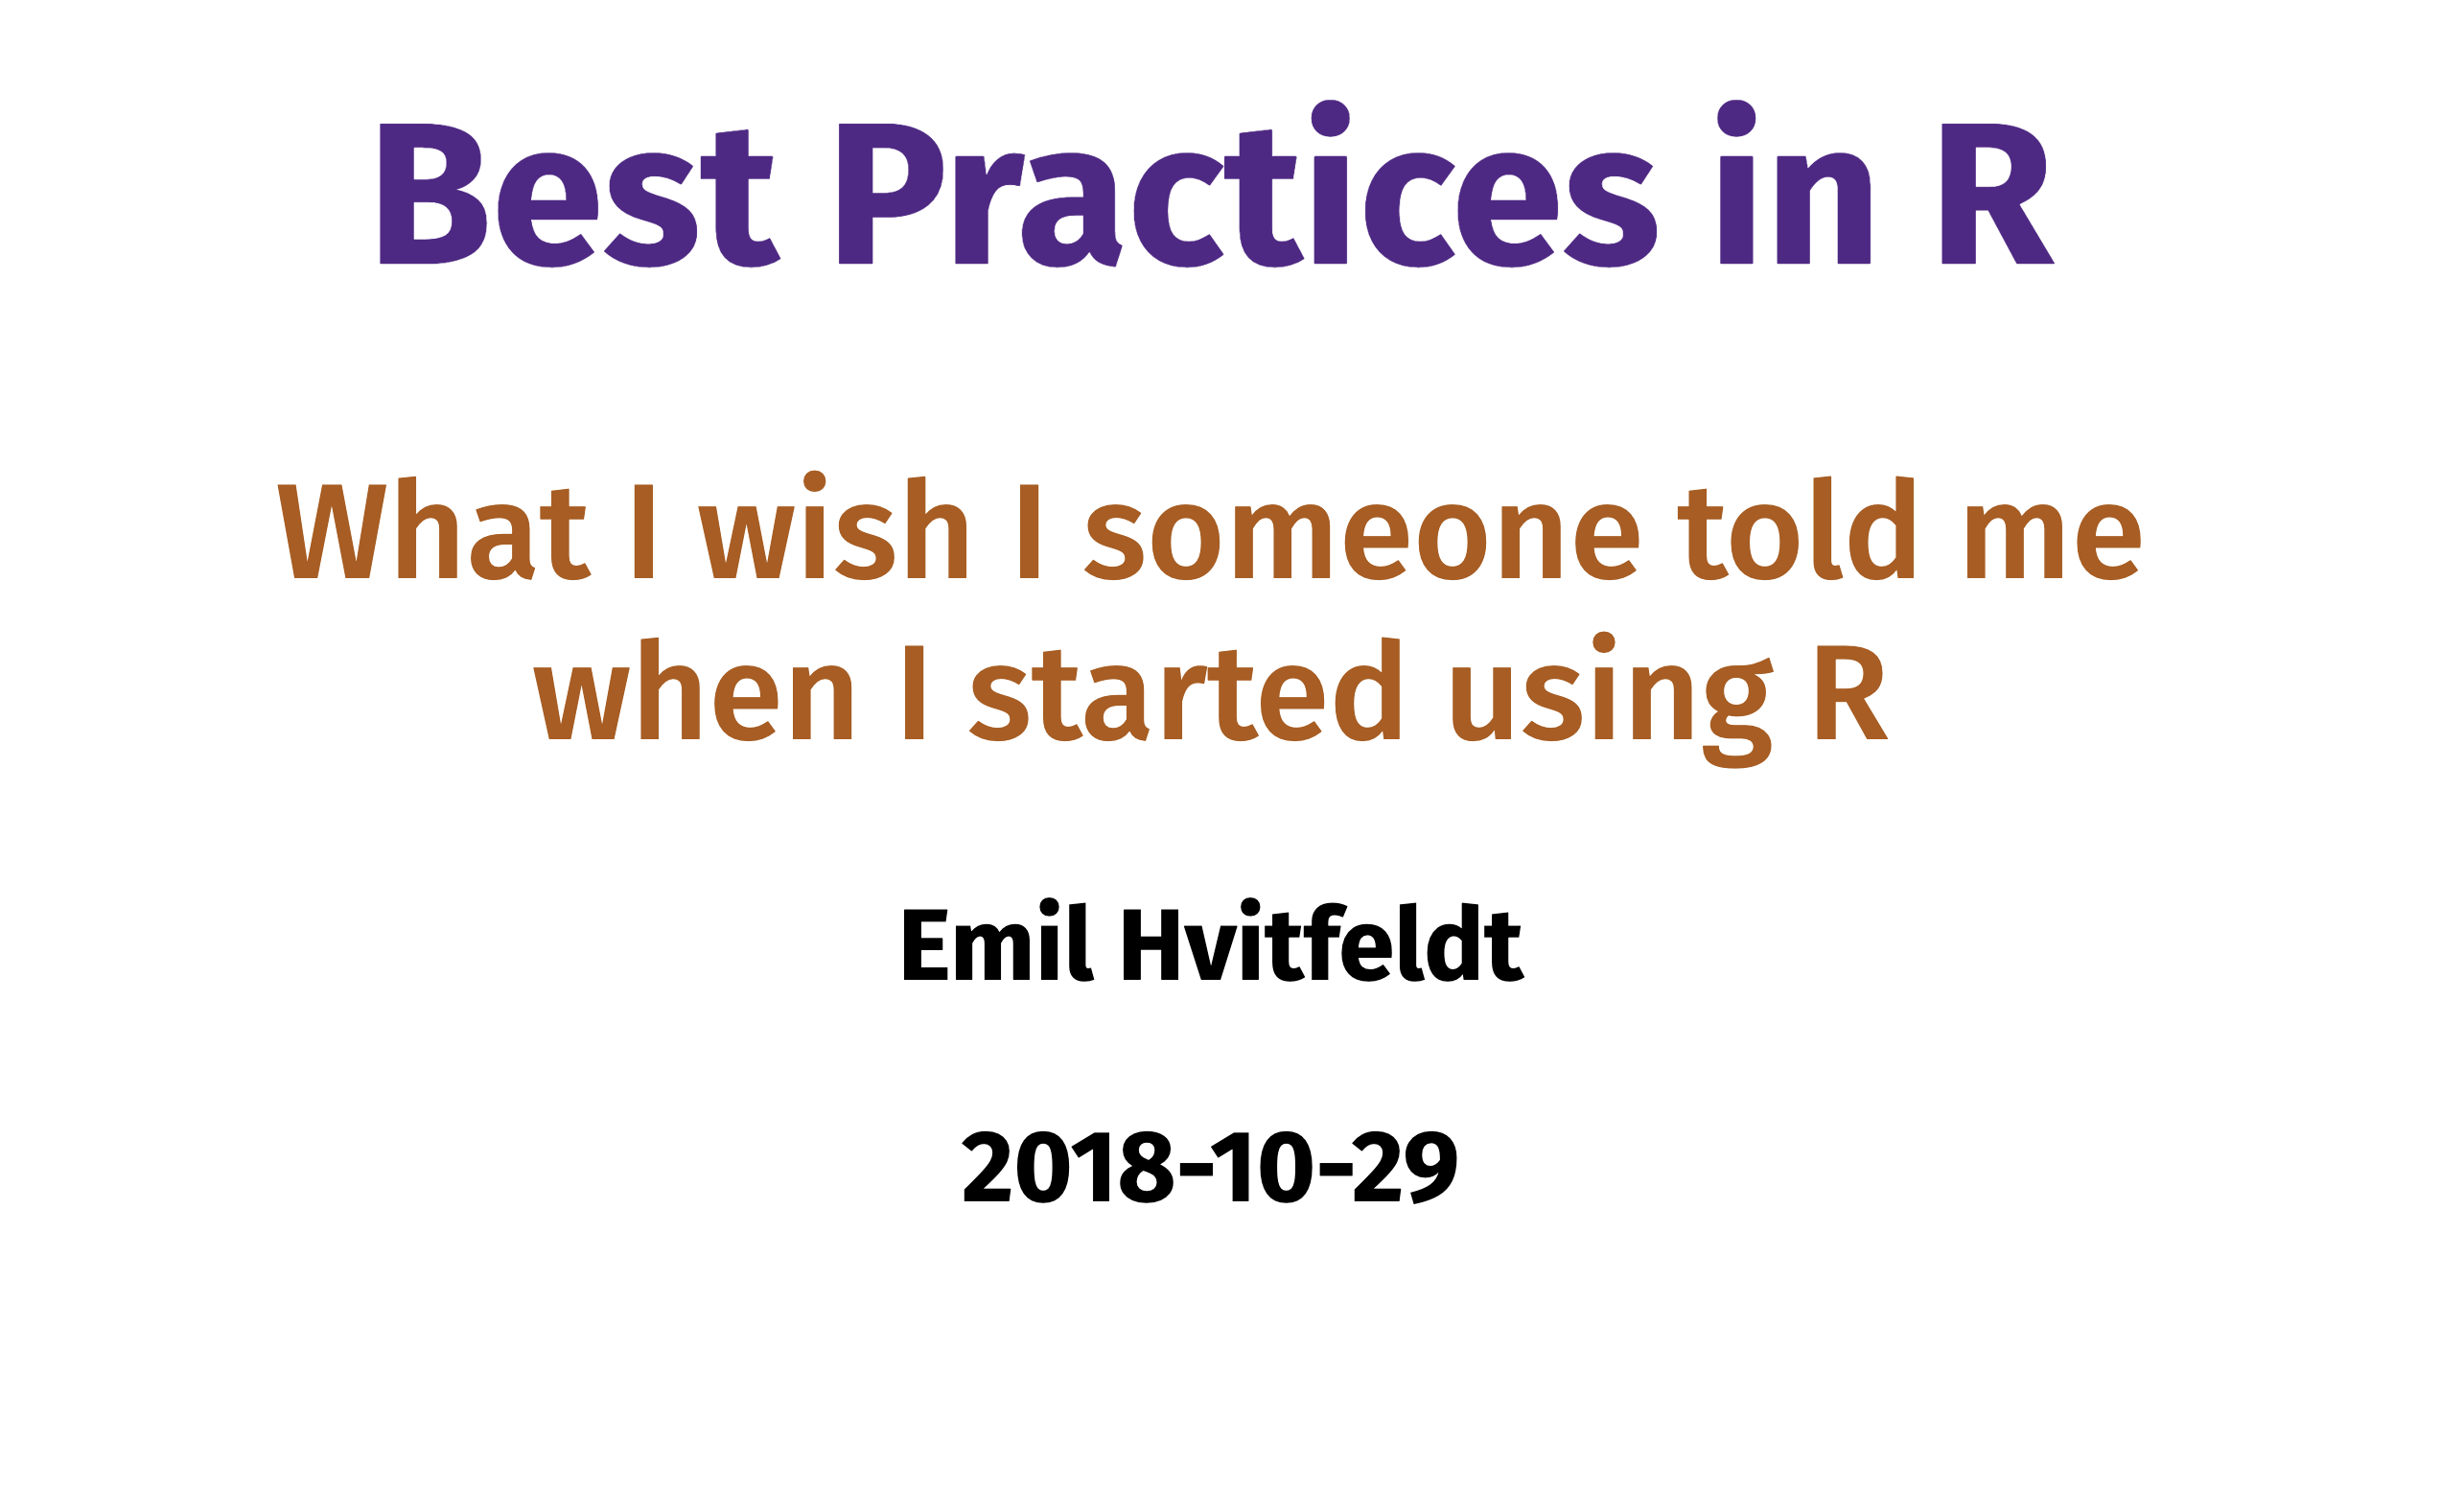 Best Practices in R
What I wish I someone told me
when I started using R
Emil Hvitfeldt
2018-10-29